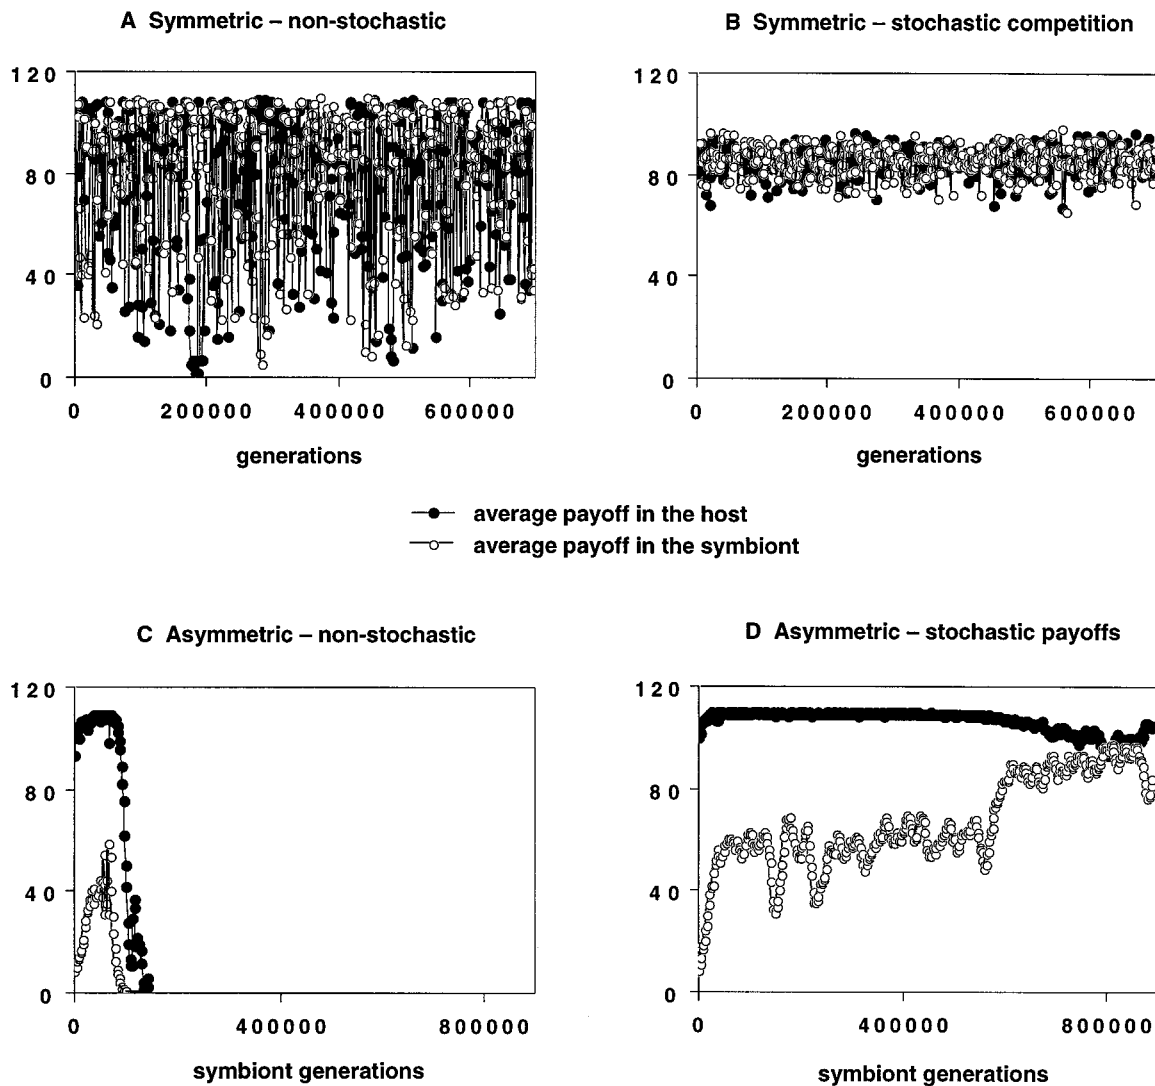 A Symmetric – non-stochastic
120
80
40
0
0 200000 400000 600000
generations
B Symmetric – stochastic competition
120
80
40
0
0 200000 400000 600000
generations
average payoff in the host
average payoff in the symbiont
C Asymmetric – non-stochastic
120
80
40
0
0 400000 800000
symbiont generations
D Asymmetric – stochastic payoffs
120
80
40
0
0 400000 800000
symbiont generations